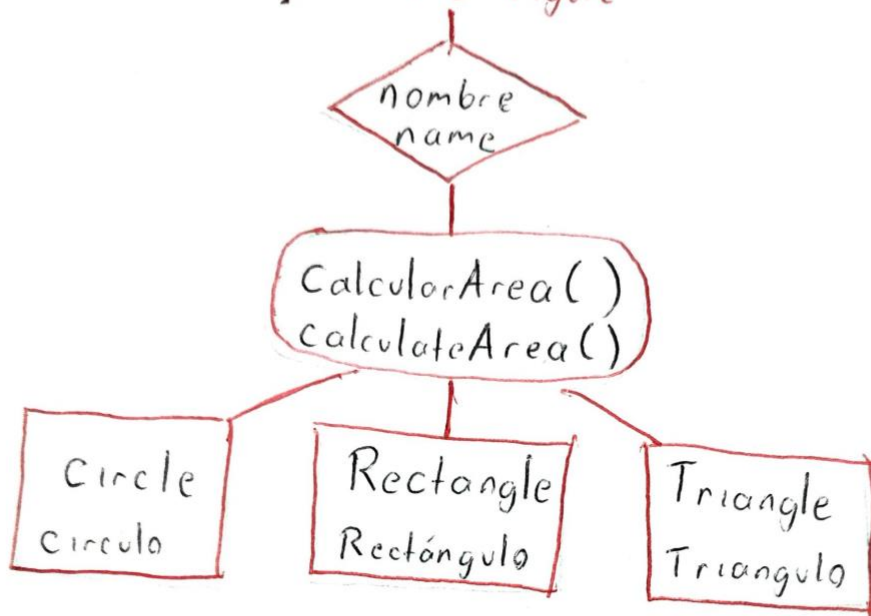 nombre
name
CalcularArea()
calculateArea()
Circle
circulo
Rectangle
Rectángulo
Triangle
Triangulo